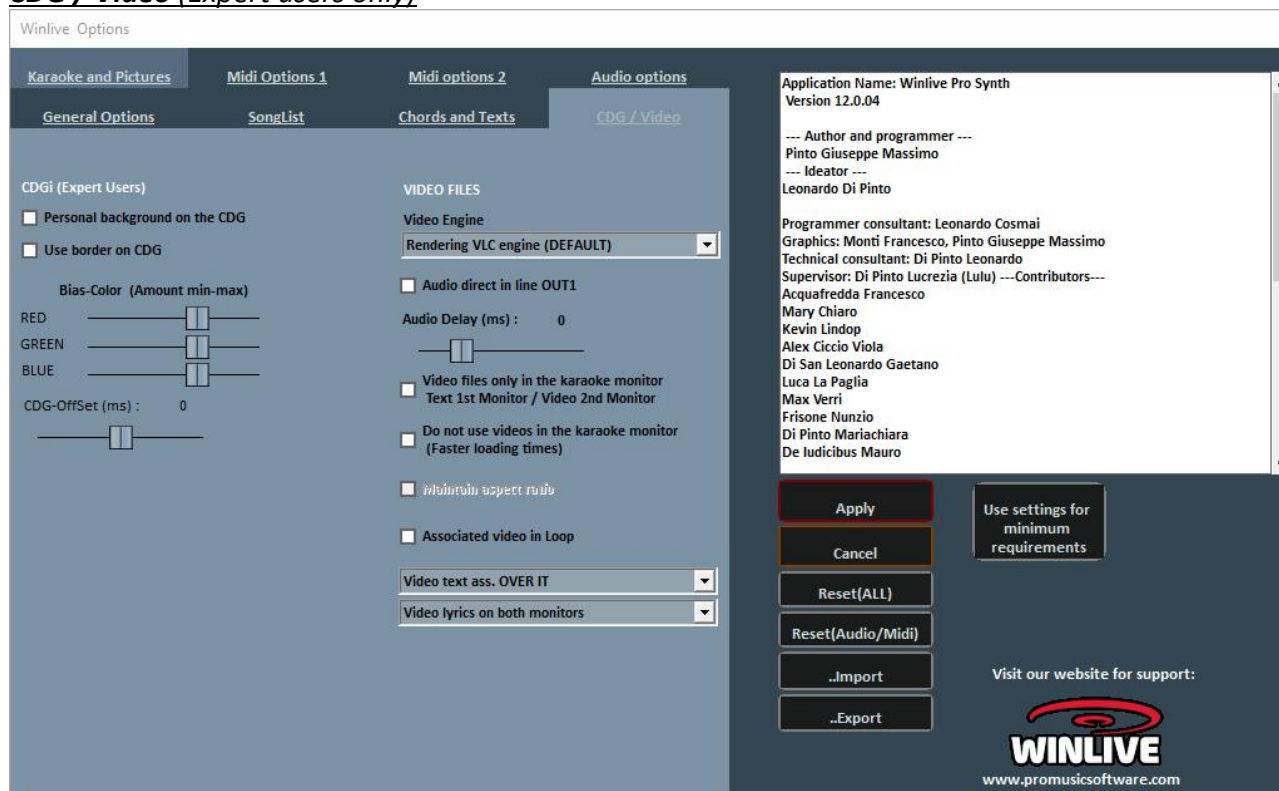 CDG / Video (Expert users only)
Winlive Options
Karaoke and Pictures
Midi Options 1
Midi options 2
Audio options
General Options
SongList
Chords and Texts
CDG / Video
CDGi (Expert Users)
Personal background on the CDG
Use border on CDG
Bias-Color (Amount min-max)
RED
GREEN
BLUE
CDG-OffSet (ms) : 0
VIDEO FILES
Video Engine
Rendering VLC engine (DEFAULT)
Audio direct in line OUT1
Audio Delay (ms) : 0
Video files only in the karaoke monitor
Text 1st Monitor / Video 2nd Monitor
Do not use videos in the karaoke monitor
(Faster loading times)
Maintain aspect ratio
Associated video in Loop
Video text ass. OVER IT
Video lyrics on both monitors
Application Name: Winlive Pro Synth
Version 12.0.04
--- Author and programmer ---
Pinto Giuseppe Massimo
--- Ideator ---
Leonardo Di Pinto
Programmer consultant: Leonardo Cosmai
Graphics: Monti Francesco, Pinto Giuseppe Massimo
Technical consultant: Di Pinto Leonardo
Supervisor: Di Pinto Lucrezia (Lulu) ---Contributors---
Acquafredda Francesco
Mary Chiaro
Kevin Lindop
Alex Ciccio Viola
Di San Leonardo Gaetano
Luca La Paglia
Max Verri
Frisone Nunzio
Di Pinto Mariachiara
De Iudicibus Mauro
Apply
Cancel
Reset(ALL)
Reset(Audio/Midi)
..Import
..Export
Use settings for
minimum
requirements
Visit our website for support:
WINLIVE
www.promusicsoftware.com